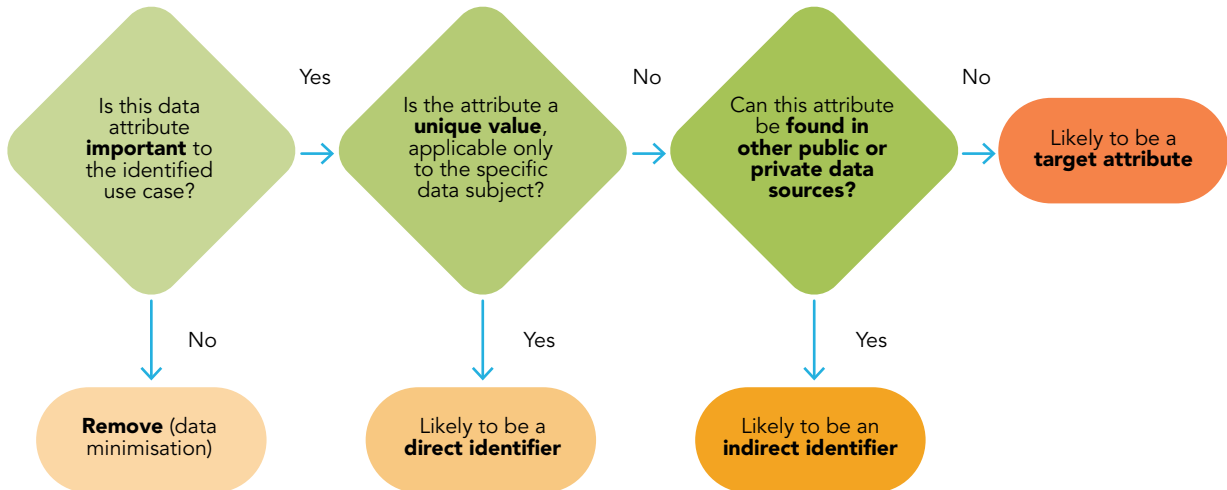 Is this data
attribute
important to
the identified
use case?
Yes
Is the attribute a
unique value,
applicable only
to the specific
data subject?
No
Can this attribute
be found in
other public or
private data
sources?
No
Likely to be a
target attribute
No
Yes
Yes
Remove (data
minimisation)
Likely to be a
direct identifier
Likely to be an
indirect identifier